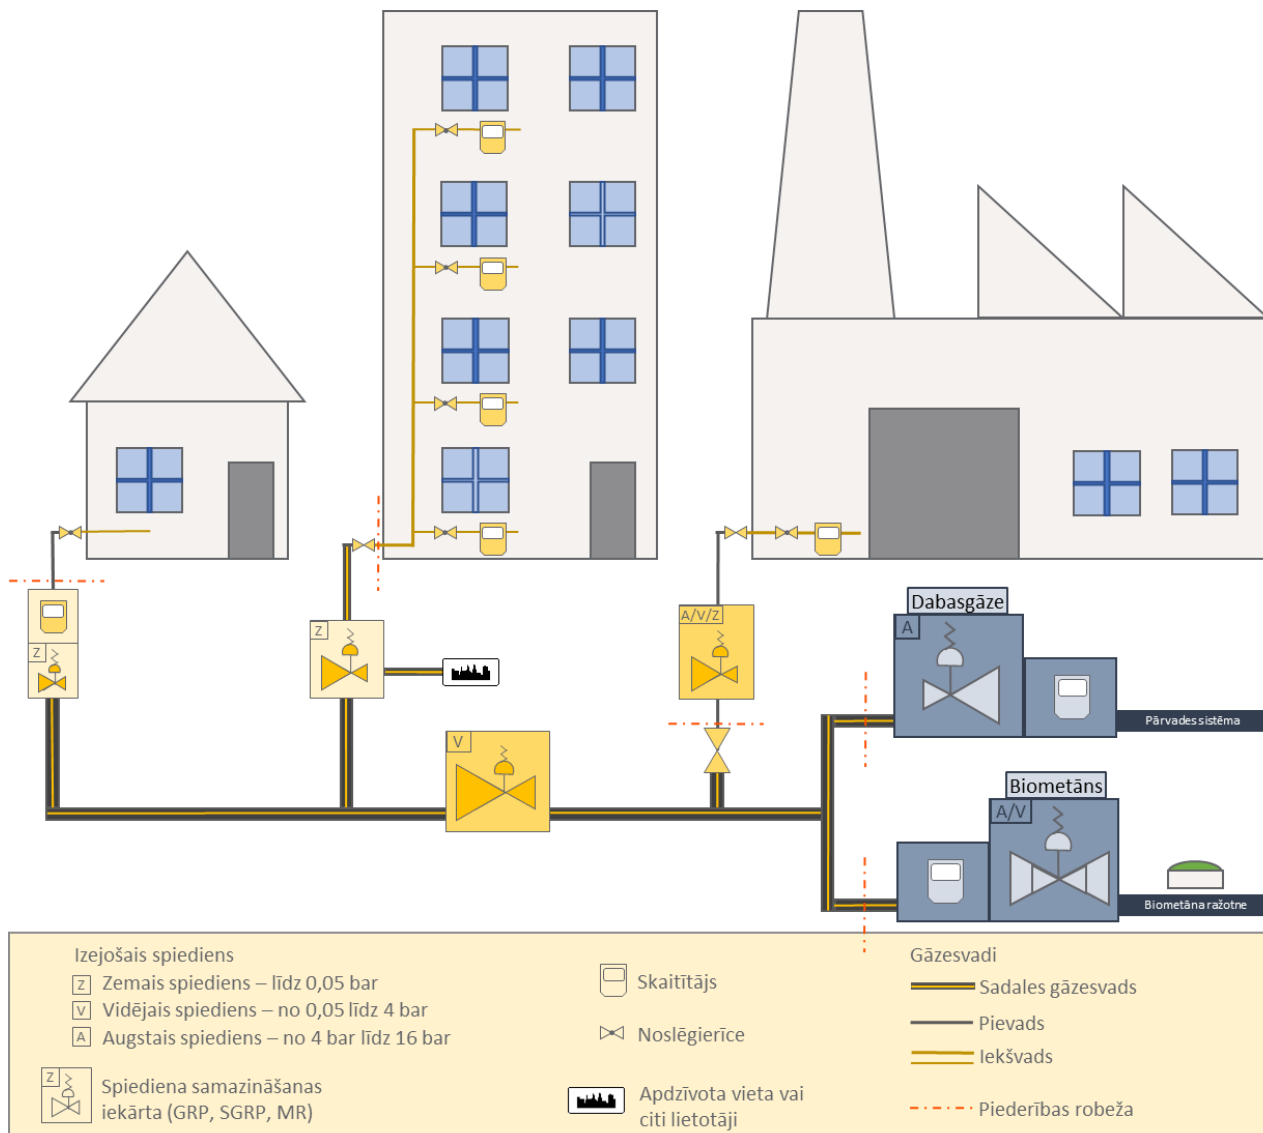 A/V/Z
Dabasgāze
A
Z
Z
Pārvades sistēma
V
Biometāns
A/V
Biometāna ražotne
Izejošais spiediens
Z Zemais spiediens – līdz 0,05 bar
V Vidējais spiediens – no 0,05 līdz 4 bar
A Augstais spiediens – no 4 bar līdz 16 bar
Z Spiediena samazināšanas
iekārta (GRP, SGRP, MR)
Skaitītājs
Noslēgierīce
Apdzīvota vieta vai
citi lietotāji
Gāzesvadi
Sadales gāzesvads
Pievads
Iekšvads
Piederības robeža